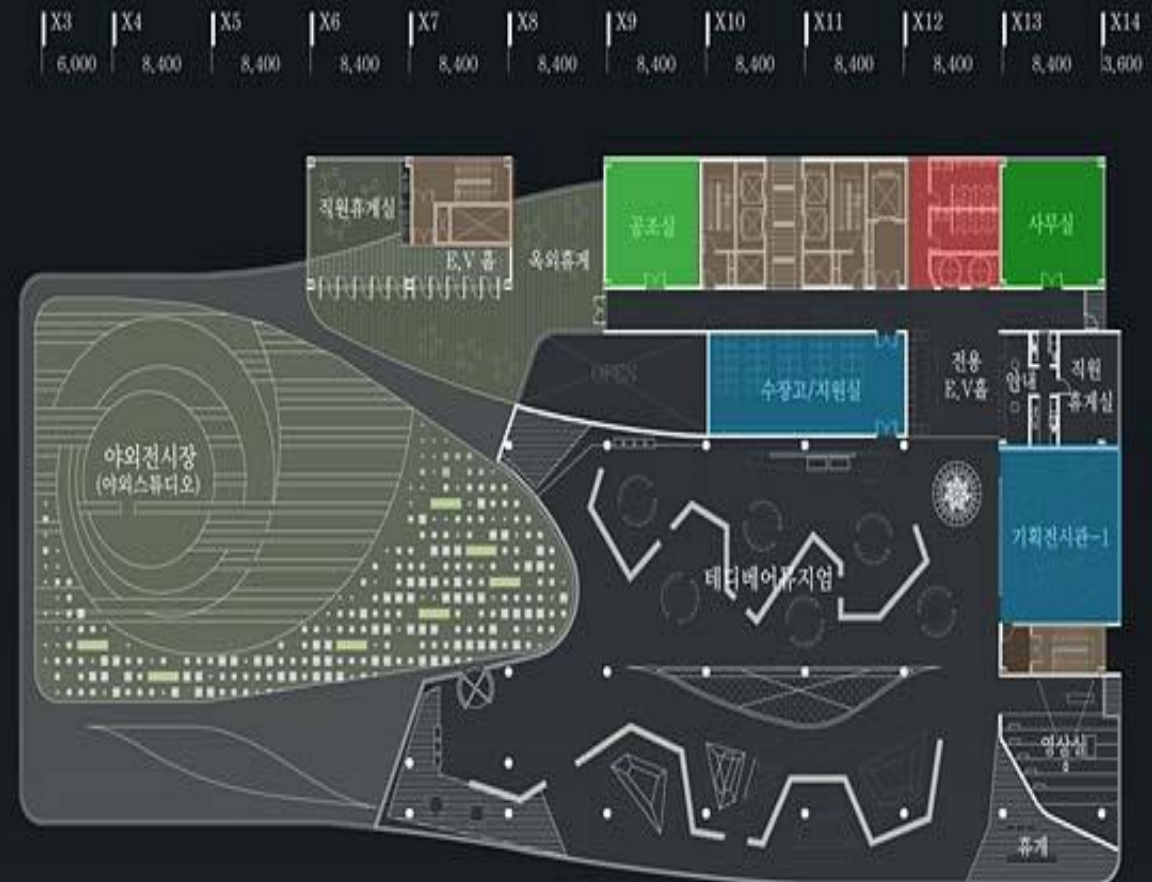 X3 X4 X5 X6 X7 X8 X9 X10 X11 X12 X13 X14
6,000 8,400 8,400 8,400 8,400 8,400 8,400 8,400 8,400 8,400 8,400 3,600
직원휴게실
E.V 홀
옥외휴게
공조실
사무실
OPEN
수장고/지원실
전용
E.V홀
안내
직원
휴게실
야외전시장
(야외스튜디오)
기획전시관-1
테디베어뮤지엄
영상실
휴게